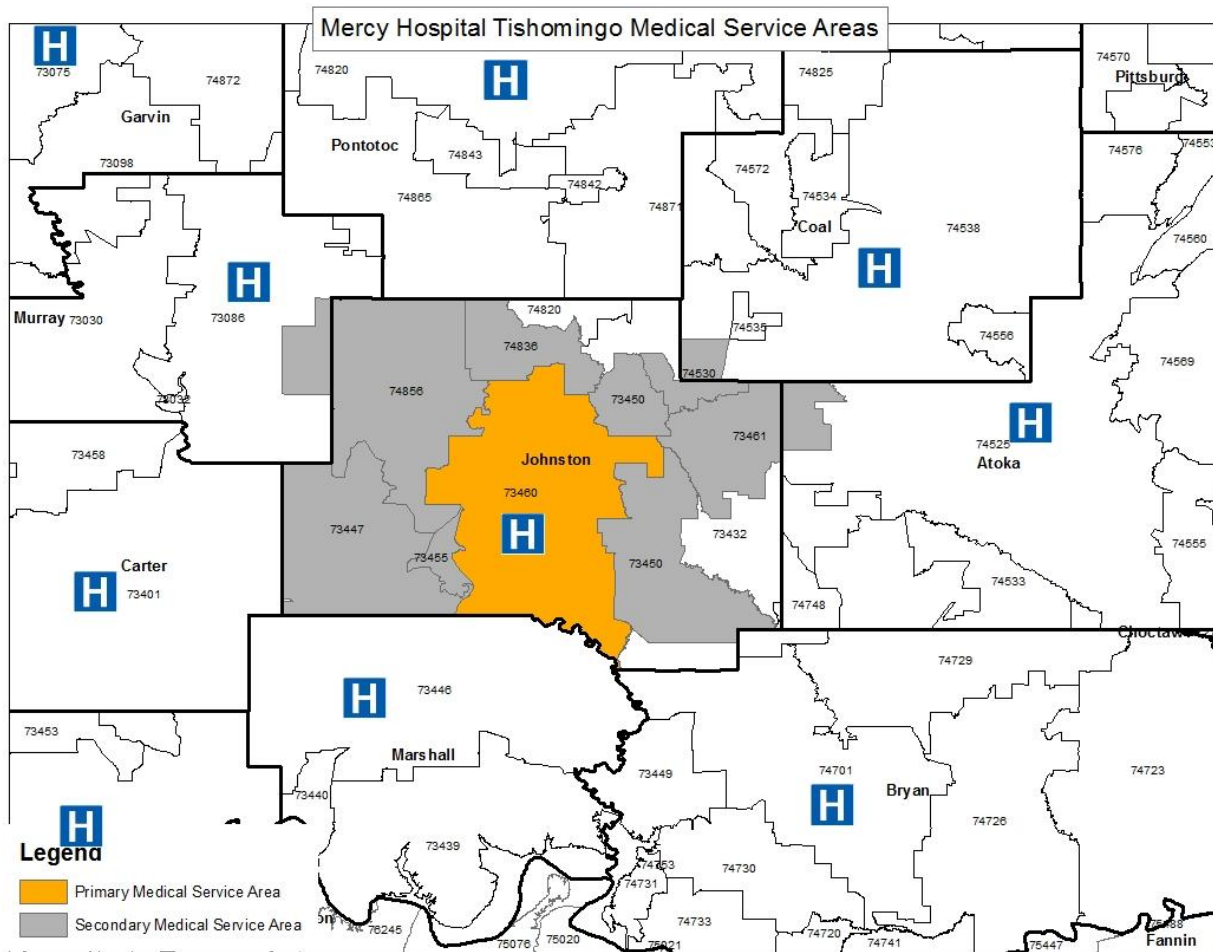 Mercy Hospital Tishomingo Medical Service Areas
H
73075
74872
Garvin
73098
74820
H
Pontotoc
74843
74842
74865
74871
74825
74570
Pittsburg
74572
74534
Coal
74538
H
74576
74553
74560
Murray
73030
H
73086
73032
74820
74535
74556
74836
74530
74569
74856
73450
73461
H
74525
Atoka
73458
Johnston
73460
H
73447
73455
73450
73432
74555
Carter
H
73401
74533
74748
Choctaw
74729
H
73446
Marshall
73453
73440
73449
74701
Bryan
H
74723
74726
H
73439
74753
74731
74730
74733
74720
74741
76245
75076
75020
75021
75447
75488
Fannin
Legend
Primary Medical Service Area
Secondary Medical Service Area